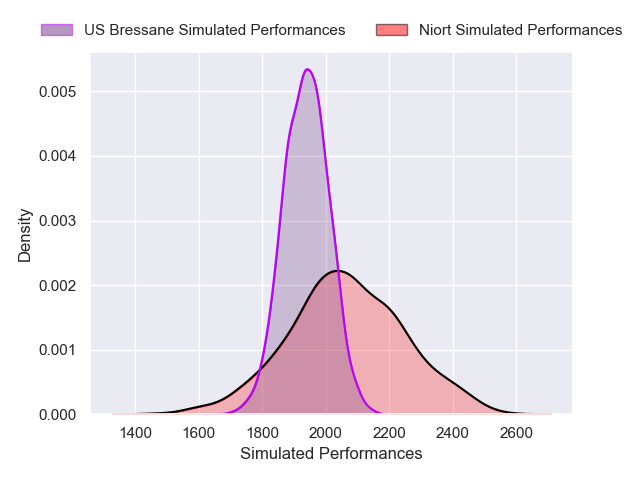 US Bressane Simulated Performances
Niort Simulated Performances
0.005
0.004
0.003
0.002
0.001
0.000
Density
1400 1600 1800 2000 2200 2400 2600
Simulated Performances